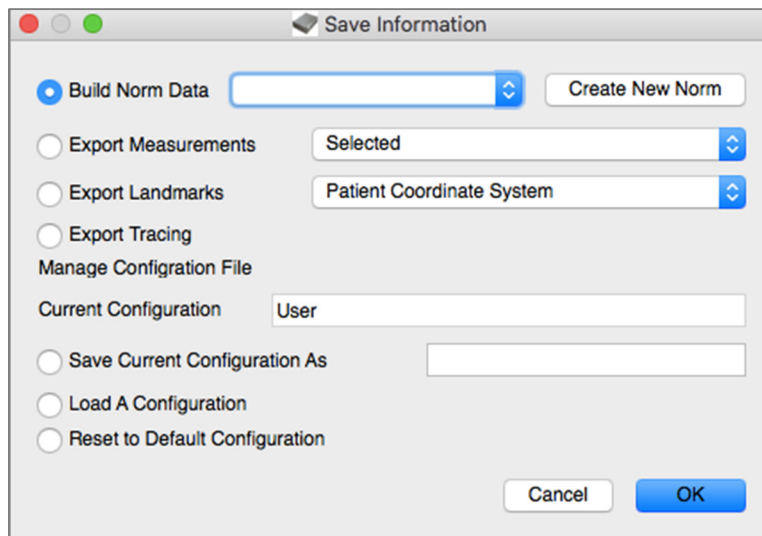 Save Information
Build Norm Data Create New Norm
Export Measurements Selected
Export Landmarks Patient Coordinate System
Export Tracing
Manage Configration File
Current Configuration User
Save Current Configuration As
Load A Configuration
Reset to Default Configuration
Cancel OK